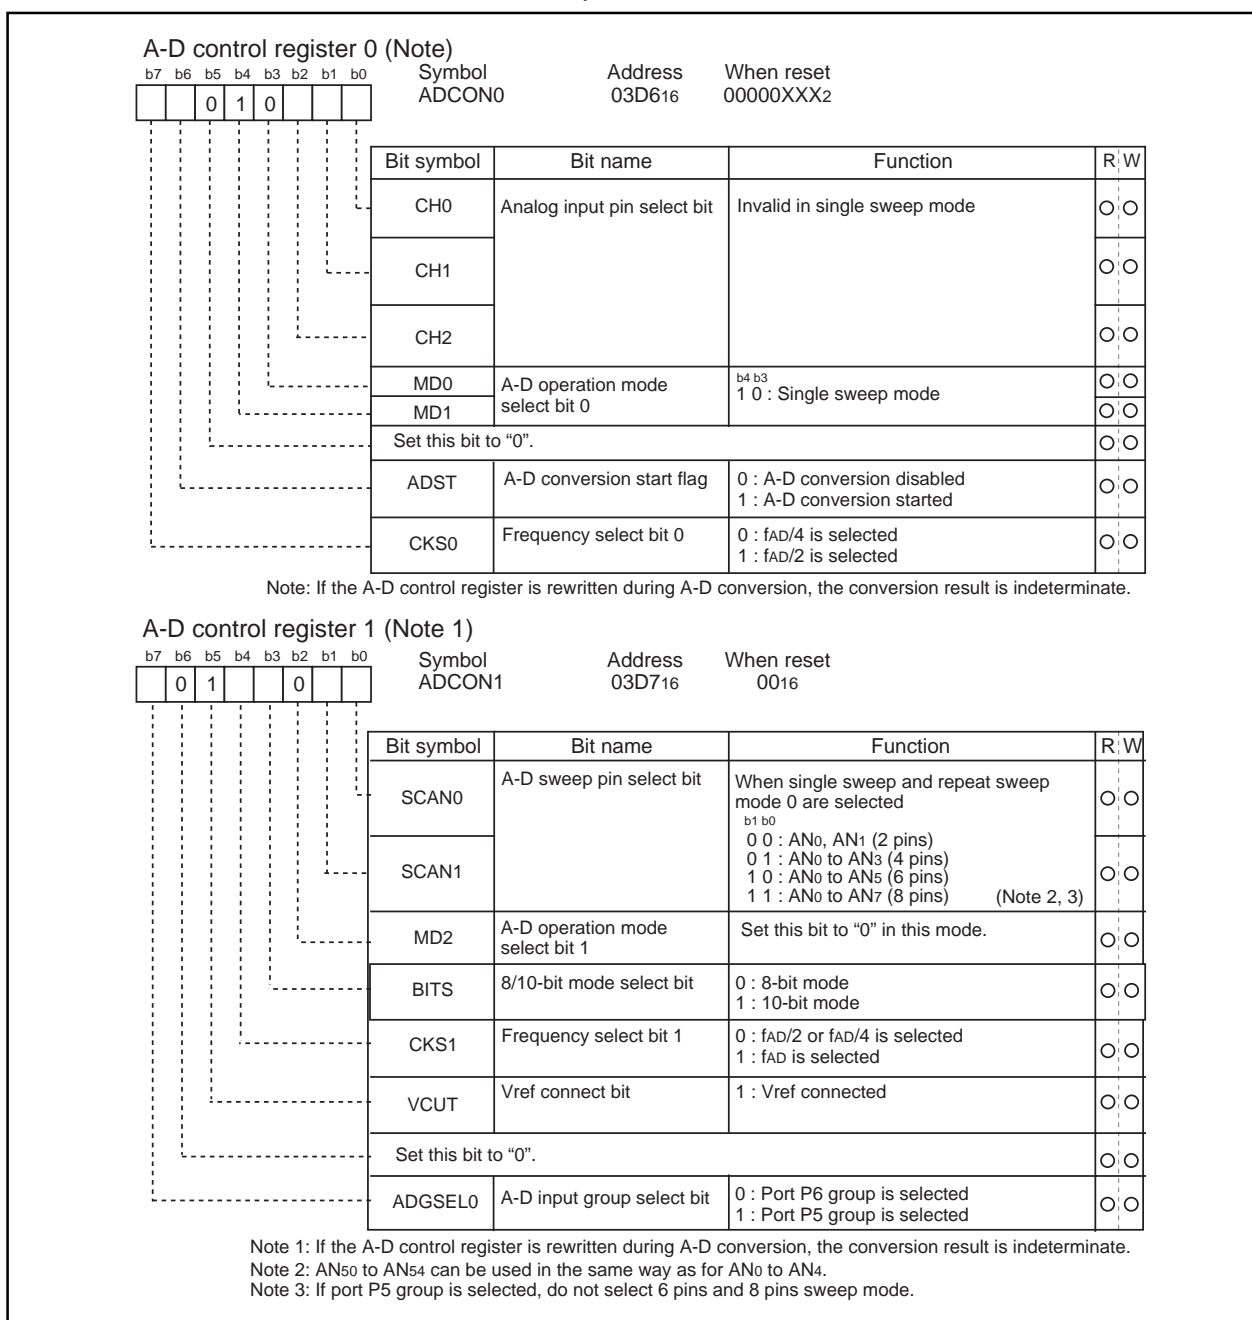 A-D control register 0 (Note)
b7 b6 b5 b4 b3 b2 b1 b0
Symbol Address When reset
ADCON0 03D616 00000XXX2
0 1 0
Bit symbol Bit name Function R W
CH0 Analog input pin select bit Invalid in single sweep mode
CH1
CH2
MD0 A-D operation mode select bit 0 b4 b3
MD1 1 0 : Single sweep mode
Set this bit to “0”.
ADST A-D conversion start flag 0 : A-D conversion disabled
1 : A-D conversion started
CKS0 Frequency select bit 0 0 : fAD/4 is selected
1 : fAD/2 is selected
Note: If the A-D control register is rewritten during A-D conversion, the conversion result is indeterminate.
A-D control register 1 (Note 1)
b7 b6 b5 b4 b3 b2 b1 b0
Symbol Address When reset
ADCON1 03D716 0016
0 1 0
Bit symbol Bit name Function R W
SCAN0 A-D sweep pin select bit When single sweep and repeat sweep
mode 0 are selected
b1 b0
0 0 : AN0, AN1 (2 pins)
0 1 : AN0 to AN3 (4 pins)
SCAN1 1 0 : AN0 to AN5 (6 pins)
1 1 : AN0 to AN7 (8 pins) (Note 2, 3)
MD2 A-D operation mode select bit 1 Set this bit to “0” in this mode.
BITS 8/10-bit mode select bit 0 : 8-bit mode
1 : 10-bit mode
CKS1 Frequency select bit 1 0 : fAD/2 or fAD/4 is selected
1 : fAD is selected
VCUT Vref connect bit 1 : Vref connected
Set this bit to “0”.
ADGSEL0 A-D input group select bit 0 : Port P6 group is selected
1 : Port P5 group is selected
Note 1: If the A-D control register is rewritten during A-D conversion, the conversion result is indeterminate.
Note 2: AN50 to AN54 can be used in the same way as for AN0 to AN4.
Note 3: If port P5 group is selected, do not select 6 pins and 8 pins sweep mode.